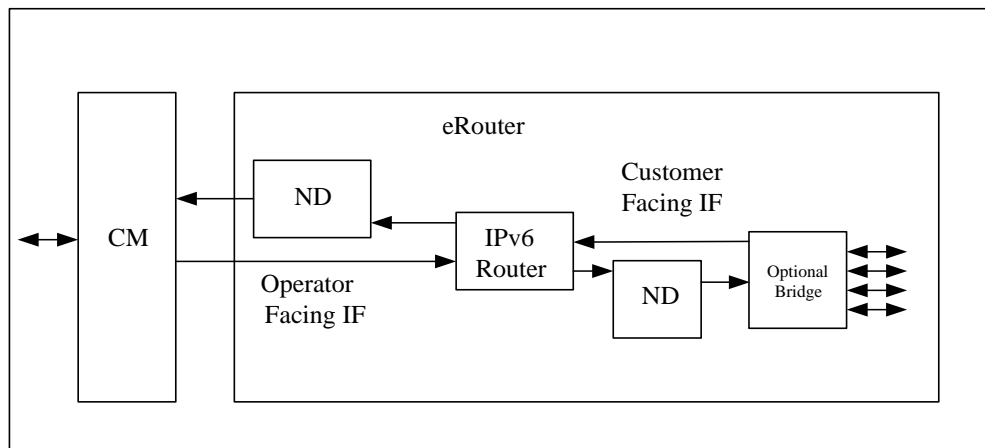 eRouter
Customer
Facing IF
ND
CM
IPv6
Router
Operator
Facing IF
ND
Optional
Bridge